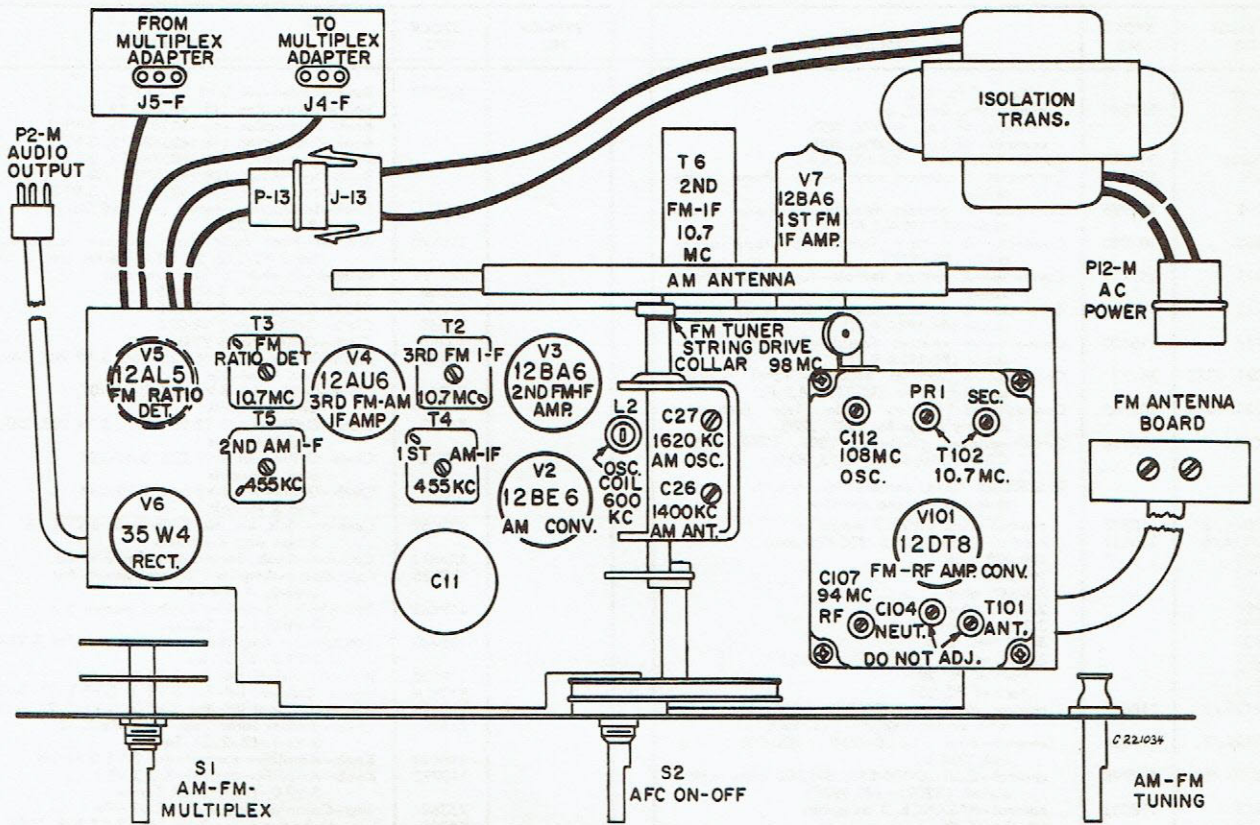 FROM
MULTIPLEX
ADAPTER
J5-F
TO
MULTIPLEX
ADAPTER
J4-F
P2-M
AUDIO
OUTPUT
P-13
J-13
ISOLATION
TRANS.
T6
2ND
FM-IF
10.7
MC
V7
12BA6
1ST FM
IF AMP.
AM ANTENNA
P12-M
AC
POWER
FM TUNER
STRING DRIVE
COLLAR
98 MC
V5
12AL5
FM RATIO
DET.
T3
FM
RATIO DET
10.7MC
V4
12AU6
3RD FM-AM
IF AMP
T2
3RD FM I-F
10.7MC
V3
12BA6
2ND FM-IF
AMP.
T5
2ND AM I-F
455KC
T4
1ST AM-IF
455KC
L2
OSC.
COIL
600
KC
C27
1620 KC
AM OSC.
C26
1400KC
AM ANT.
V2
12BE6
AM CONV.
V6
35W4
RECT.
C11
C112
108MC
OSC.
PRI
SEC.
T102
10.7MC.
V101
12DT8
FM-RF AMP. CONV.
C107
94 MC
RF
C104
NEUT.
T101
ANT.
DO NOT ADJ.
FM ANTENNA
BOARD
C 221034
S1
AM-FM-
MULTIPLEX
S2
AFC ON-OFF
AM-FM
TUNING